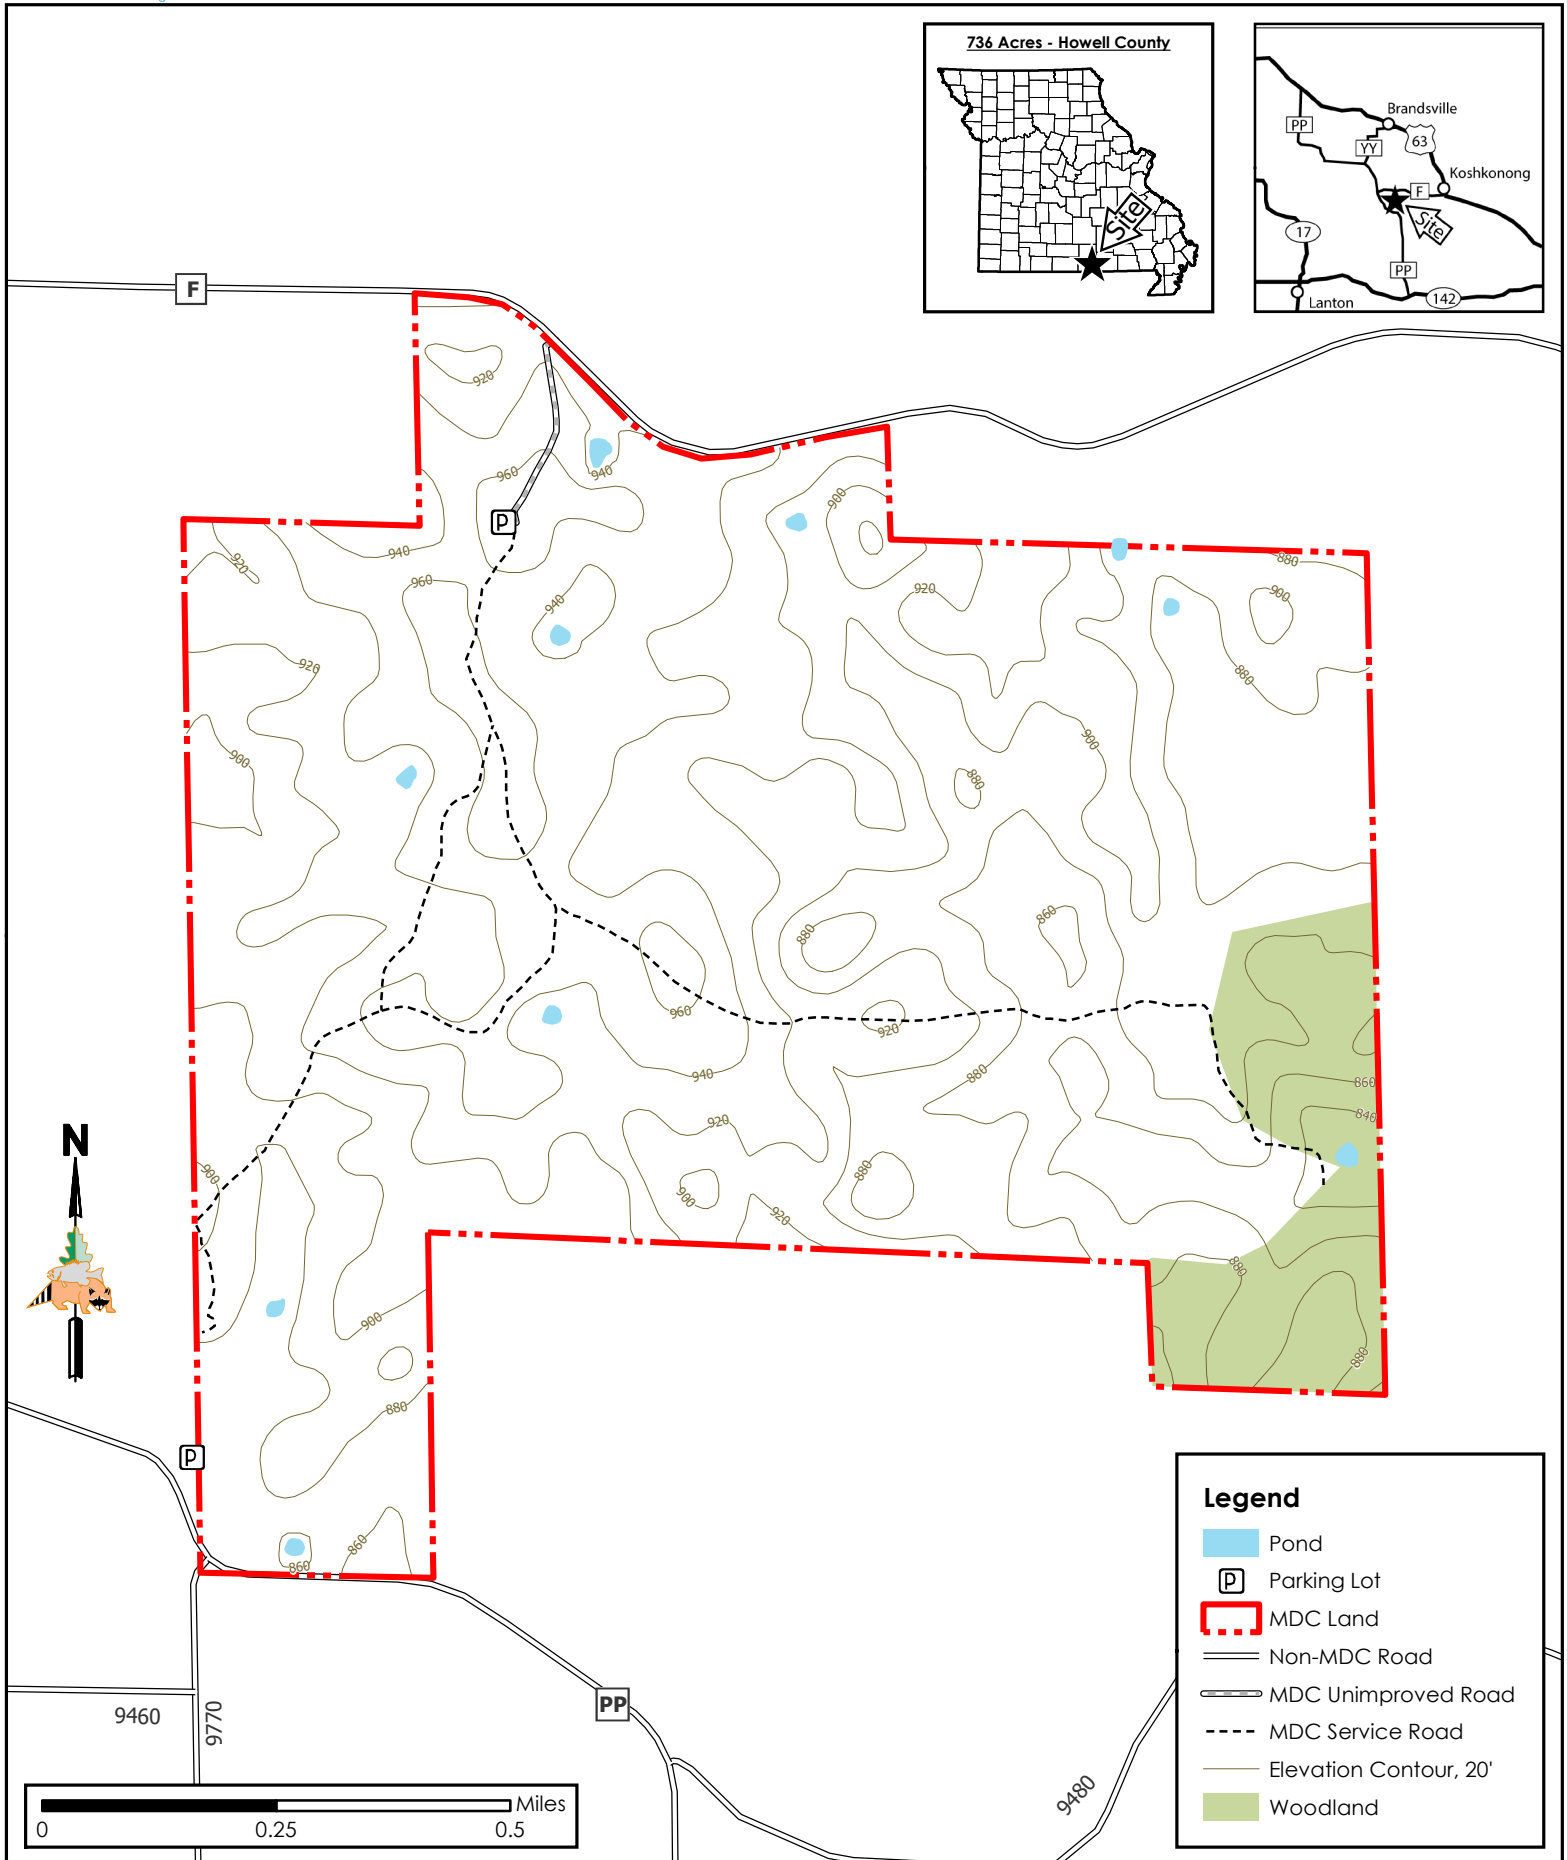 736 Acres - Howell County
Site
Brandsville
PP
YY
63
Koshkonong
F
Site
17
PP
142
Lanton
F
920
960
940
900
940
920
960
940
920
880
900
920
880
900
900
880
860
880
960
920
940
880
860
840
920
900
880
900
920
880
900
880
880
860
860
N
P
P
PP
9460
9770
9480
Legend
Pond
P Parking Lot
MDC Land
Non-MDC Road
MDC Unimproved Road
MDC Service Road
Elevation Contour, 20'
Woodland
Miles
0 0.25 0.5